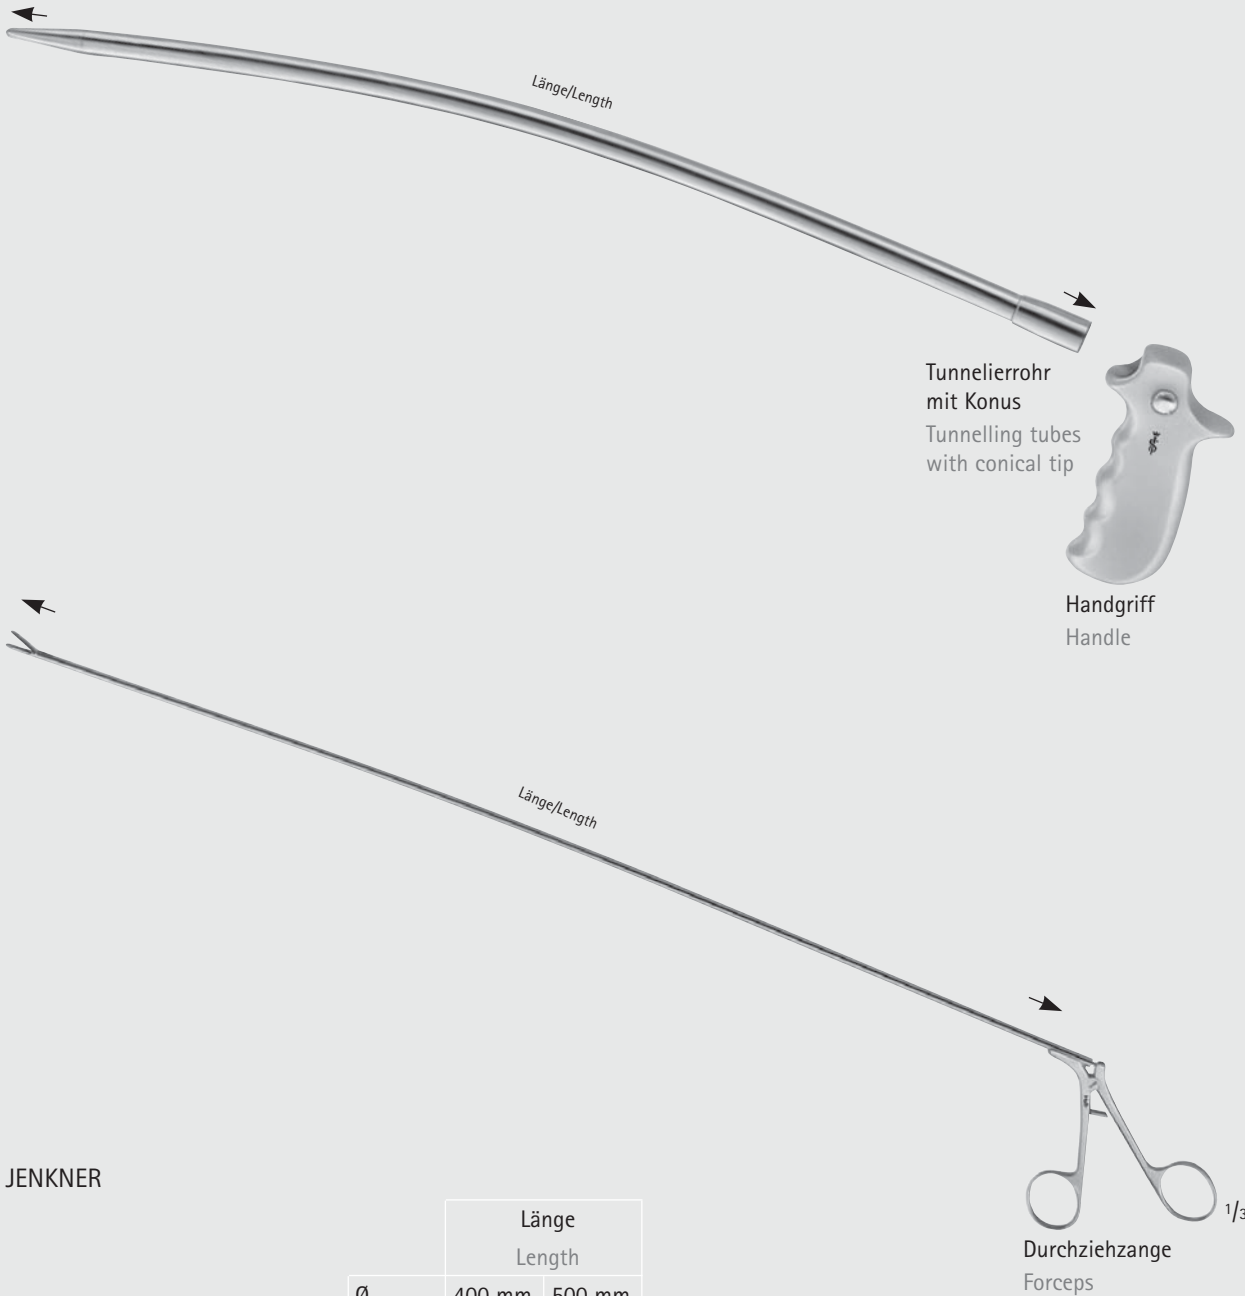 Länge/Length
Tunnelierrohr
mit Konus
Tunnelling tubes
with conical tip
Handgriff
Handle
Länge/Length
JENKNER
1/3
Durchziehzange
Forceps
Länge
Length
Ø 400 mm 500 mm